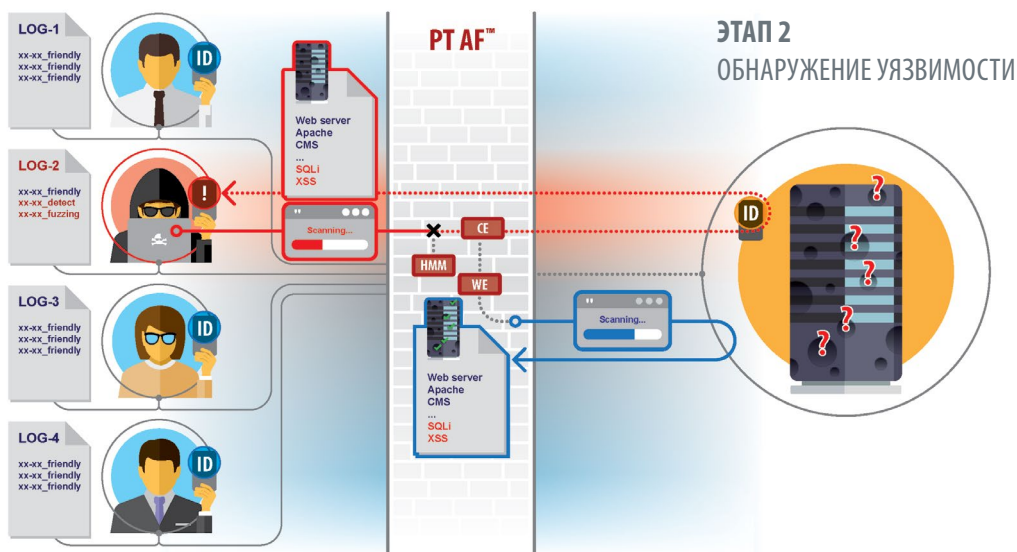 LOG-1
xx-xx_friendly
xx-xx_friendly
xx-xx_friendly
ID
Web server
Apache
CMS
...
SQLi
XSS
PT AF™
ЭТАП 2
ОБНАРУЖЕНИЕ УЯЗВИМОСТИ
LOG-2
xx-xx_friendly
xx-xx_detect
xx-xx_fuzzing
!
"
Scanning...
CE
HMM
WE
ID
?
?
?
?
?
LOG-3
xx-xx_friendly
xx-xx_friendly
xx-xx_friendly
ID
"
Scanning...
Web server
Apache
CMS
...
SQLi
XSS
LOG-4
xx-xx_friendly
xx-xx_friendly
xx-xx_friendly
ID